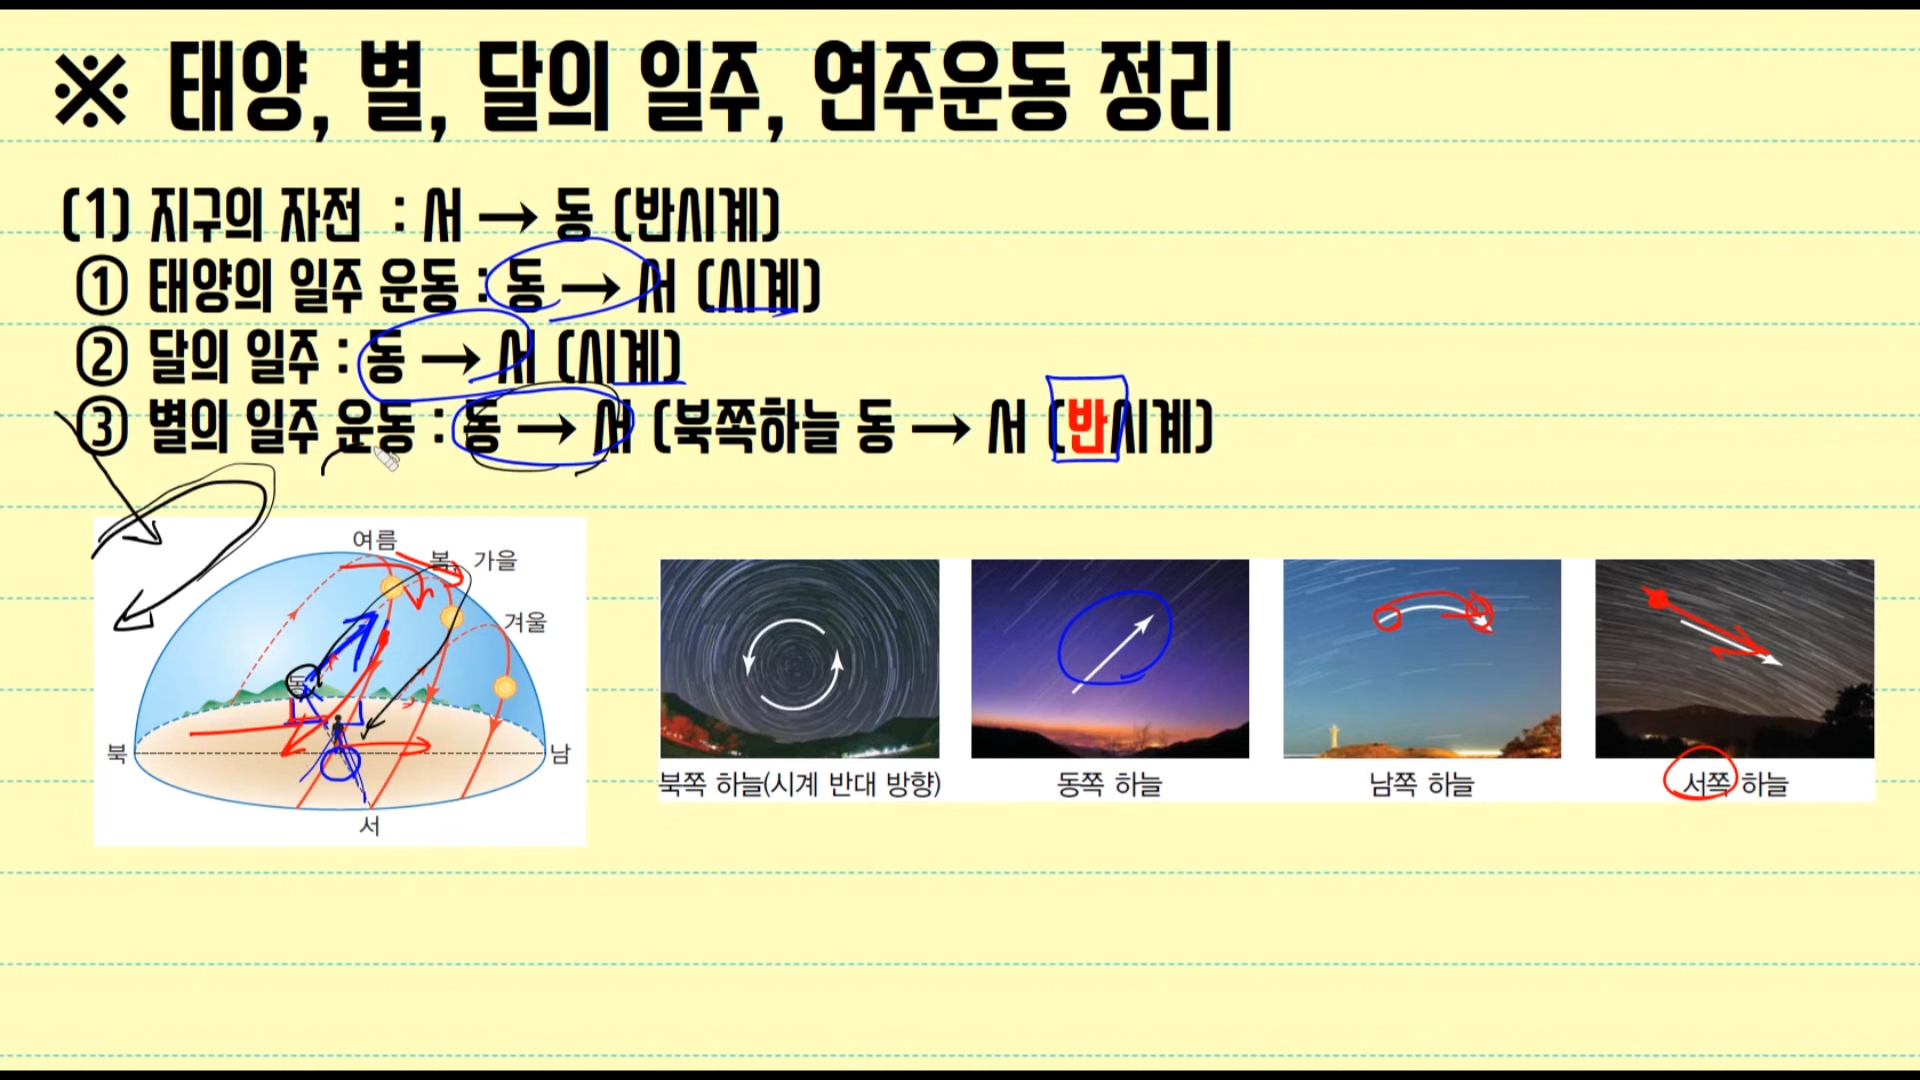 ※ 태양, 별, 달의 일주, 연주운동 정리
(1) 지구의 자전 : 서 → 동 (반시계)
① 태양의 일주 운동 : 동 → 서 (시계)
② 달의 일주 : 동 → 서 (시계)
③ 별의 일주 운동 : 동 → 서 (북쪽하늘 동 → 서 (반시계)
여름
봄, 가을
겨울
동
북
남
서
북쪽 하늘(시계 반대 방향)
동쪽 하늘
남쪽 하늘
서쪽 하늘